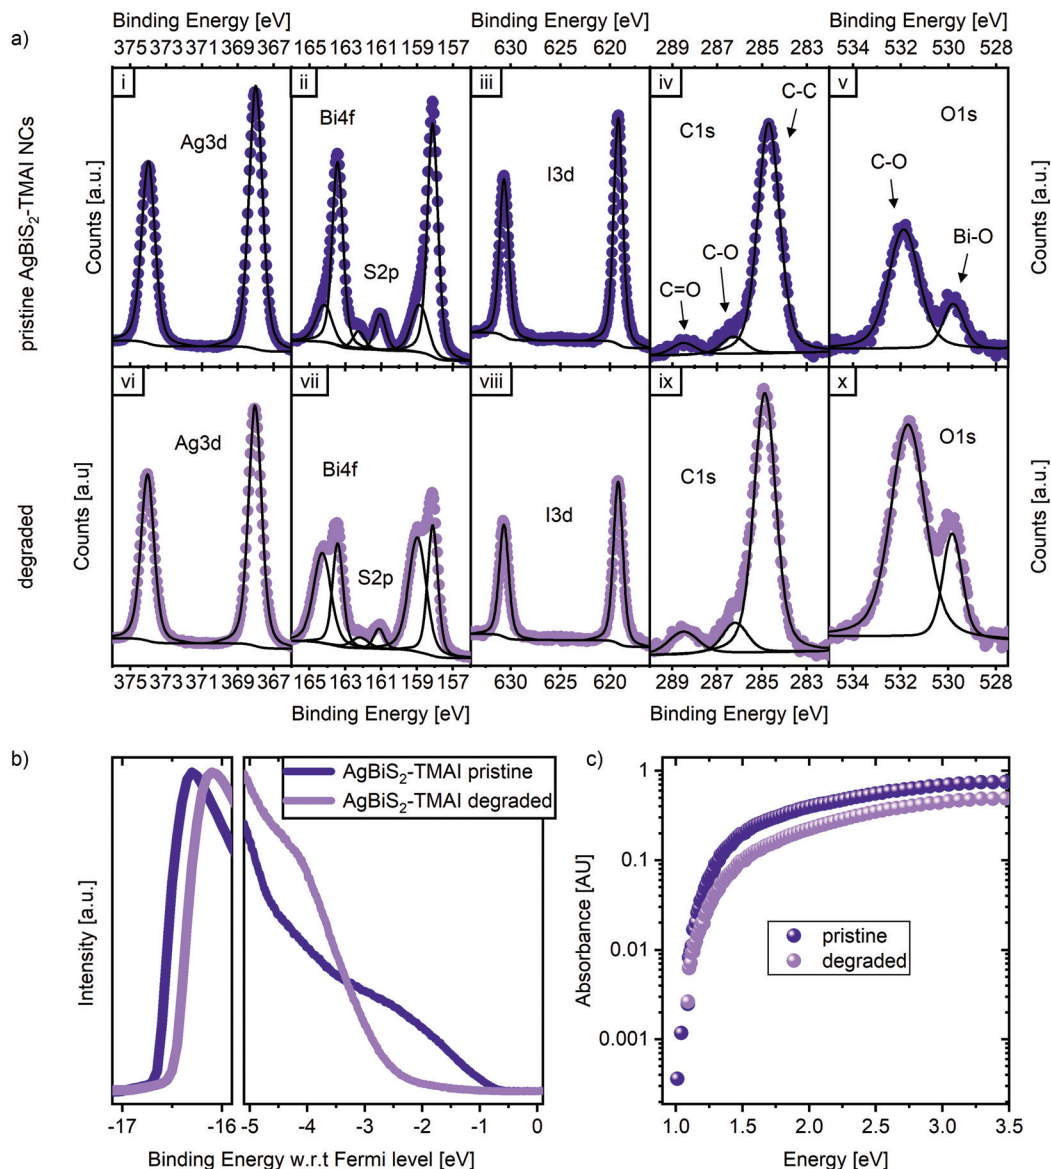 a)
Binding Energy [eV]
Binding Energy [eV]
375 373 371 369 367 165 163 161 159 157 630 625 620 289 287 285 283 534 532 530 528
pristine AgBiS2-TMAI NCs
Counts [a.u.]
i
Ag3d
ii
Bi4f
S2p
iii
I3d
iv
C1s
C-C
C-O
C=O
v
O1s
C-O
Bi-O
Counts [a.u.]
degraded
Counts [a.u]
vi
Ag3d
vii
Bi4f
S2p
viii
I3d
ix
C1s
x
O1s
Counts [a.u.]
375 373 371 369 367 165 163 161 159 157 630 625 620 289 287 285 283 534 532 530 528
Binding Energy [eV]
Binding Energy [eV]
b)
Intensity [a.u.]
AgBiS2-TMAI pristine
AgBiS2-TMAI degraded
-17 -16 -5 -4 -3 -2 -1 0
Binding Energy w.r.t Fermi level [eV]
c)
Absorbance [AU]
1
0.1
0.01
0.001
pristine
degraded
1.0 1.5 2.0 2.5 3.0 3.5
Energy [eV]